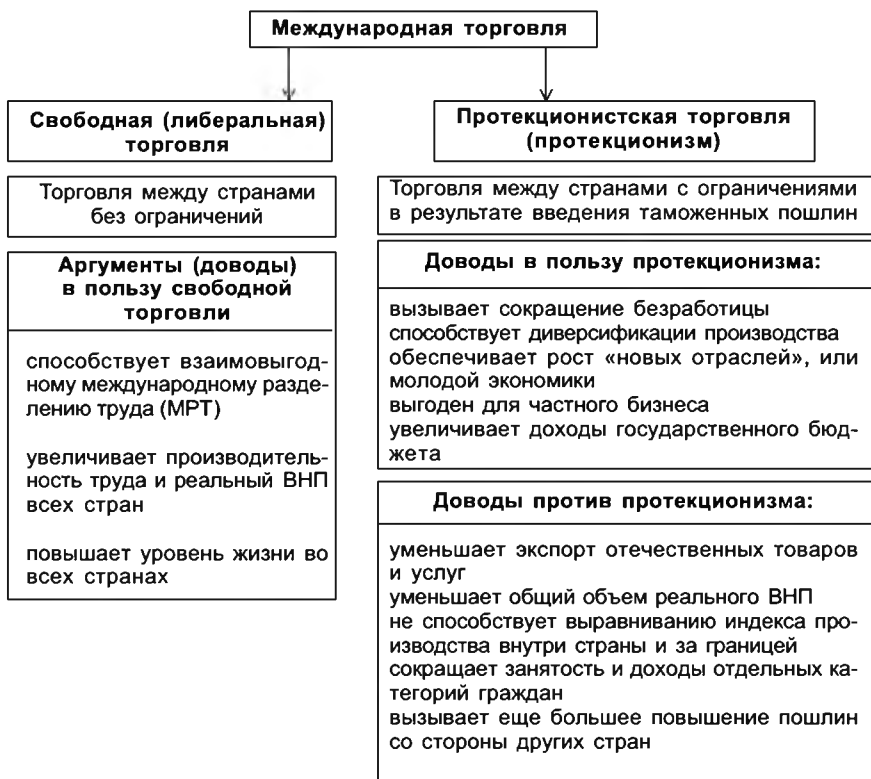 Международная торговля
Свободная (либеральная)
торговля
Торговля между странами
без ограничений
Аргументы (доводы)
в пользу свободной
торговли
способствует взаимовыгод-
ному международному разде-
лению труда (МРТ)
увеличивает производитель-
ность труда и реальный ВНП
всех стран
повышает уровень жизни во
всех странах
Протекционистская торговля
(протекционизм)
Торговля между странами с ограничениями
в результате введения таможенных пошлин
Доводы в пользу протекционизма:
вызывает сокращение безработицы
способствует диверсификации производства
обеспечивает рост «новых отраслей», или
молодой экономики
выгоден для частного бизнеса
увеличивает доходы государственного бюд-
жета
Доводы против протекционизма:
уменьшает экспорт отечественных товаров
и услуг
уменьшает общий объем реального ВНП
не способствует выравниванию индекса про-
изводства внутри страны и за границей
сокращает занятость и доходы отдельных ка-
тегорий граждан
вызывает еще большее повышение пошлин
со стороны других стран